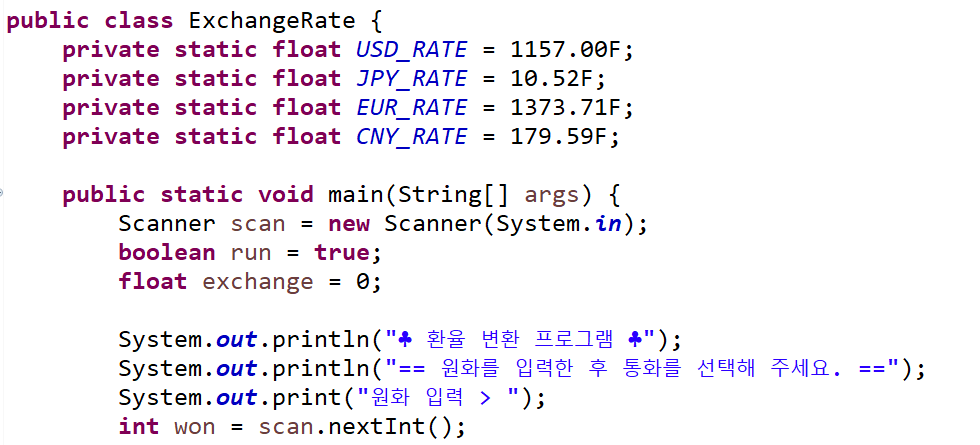 public class ExchangeRate {
private static float USD_RATE = 1157.00F;
private static float JPY_RATE = 10.52F;
private static float EUR_RATE = 1373.71F;
private static float CNY_RATE = 179.59F;
public static void main(String[] args) {
Scanner scan = new Scanner(System.in);
boolean run = true;
float exchange = 0;
System.out.println("♣ 환율 변환 프로그램 ♣");
System.out.println("== 원화를 입력한 후 통화를 선택해 주세요. ==");
System.out.print("원화 입력 > ");
int won = scan.nextInt();